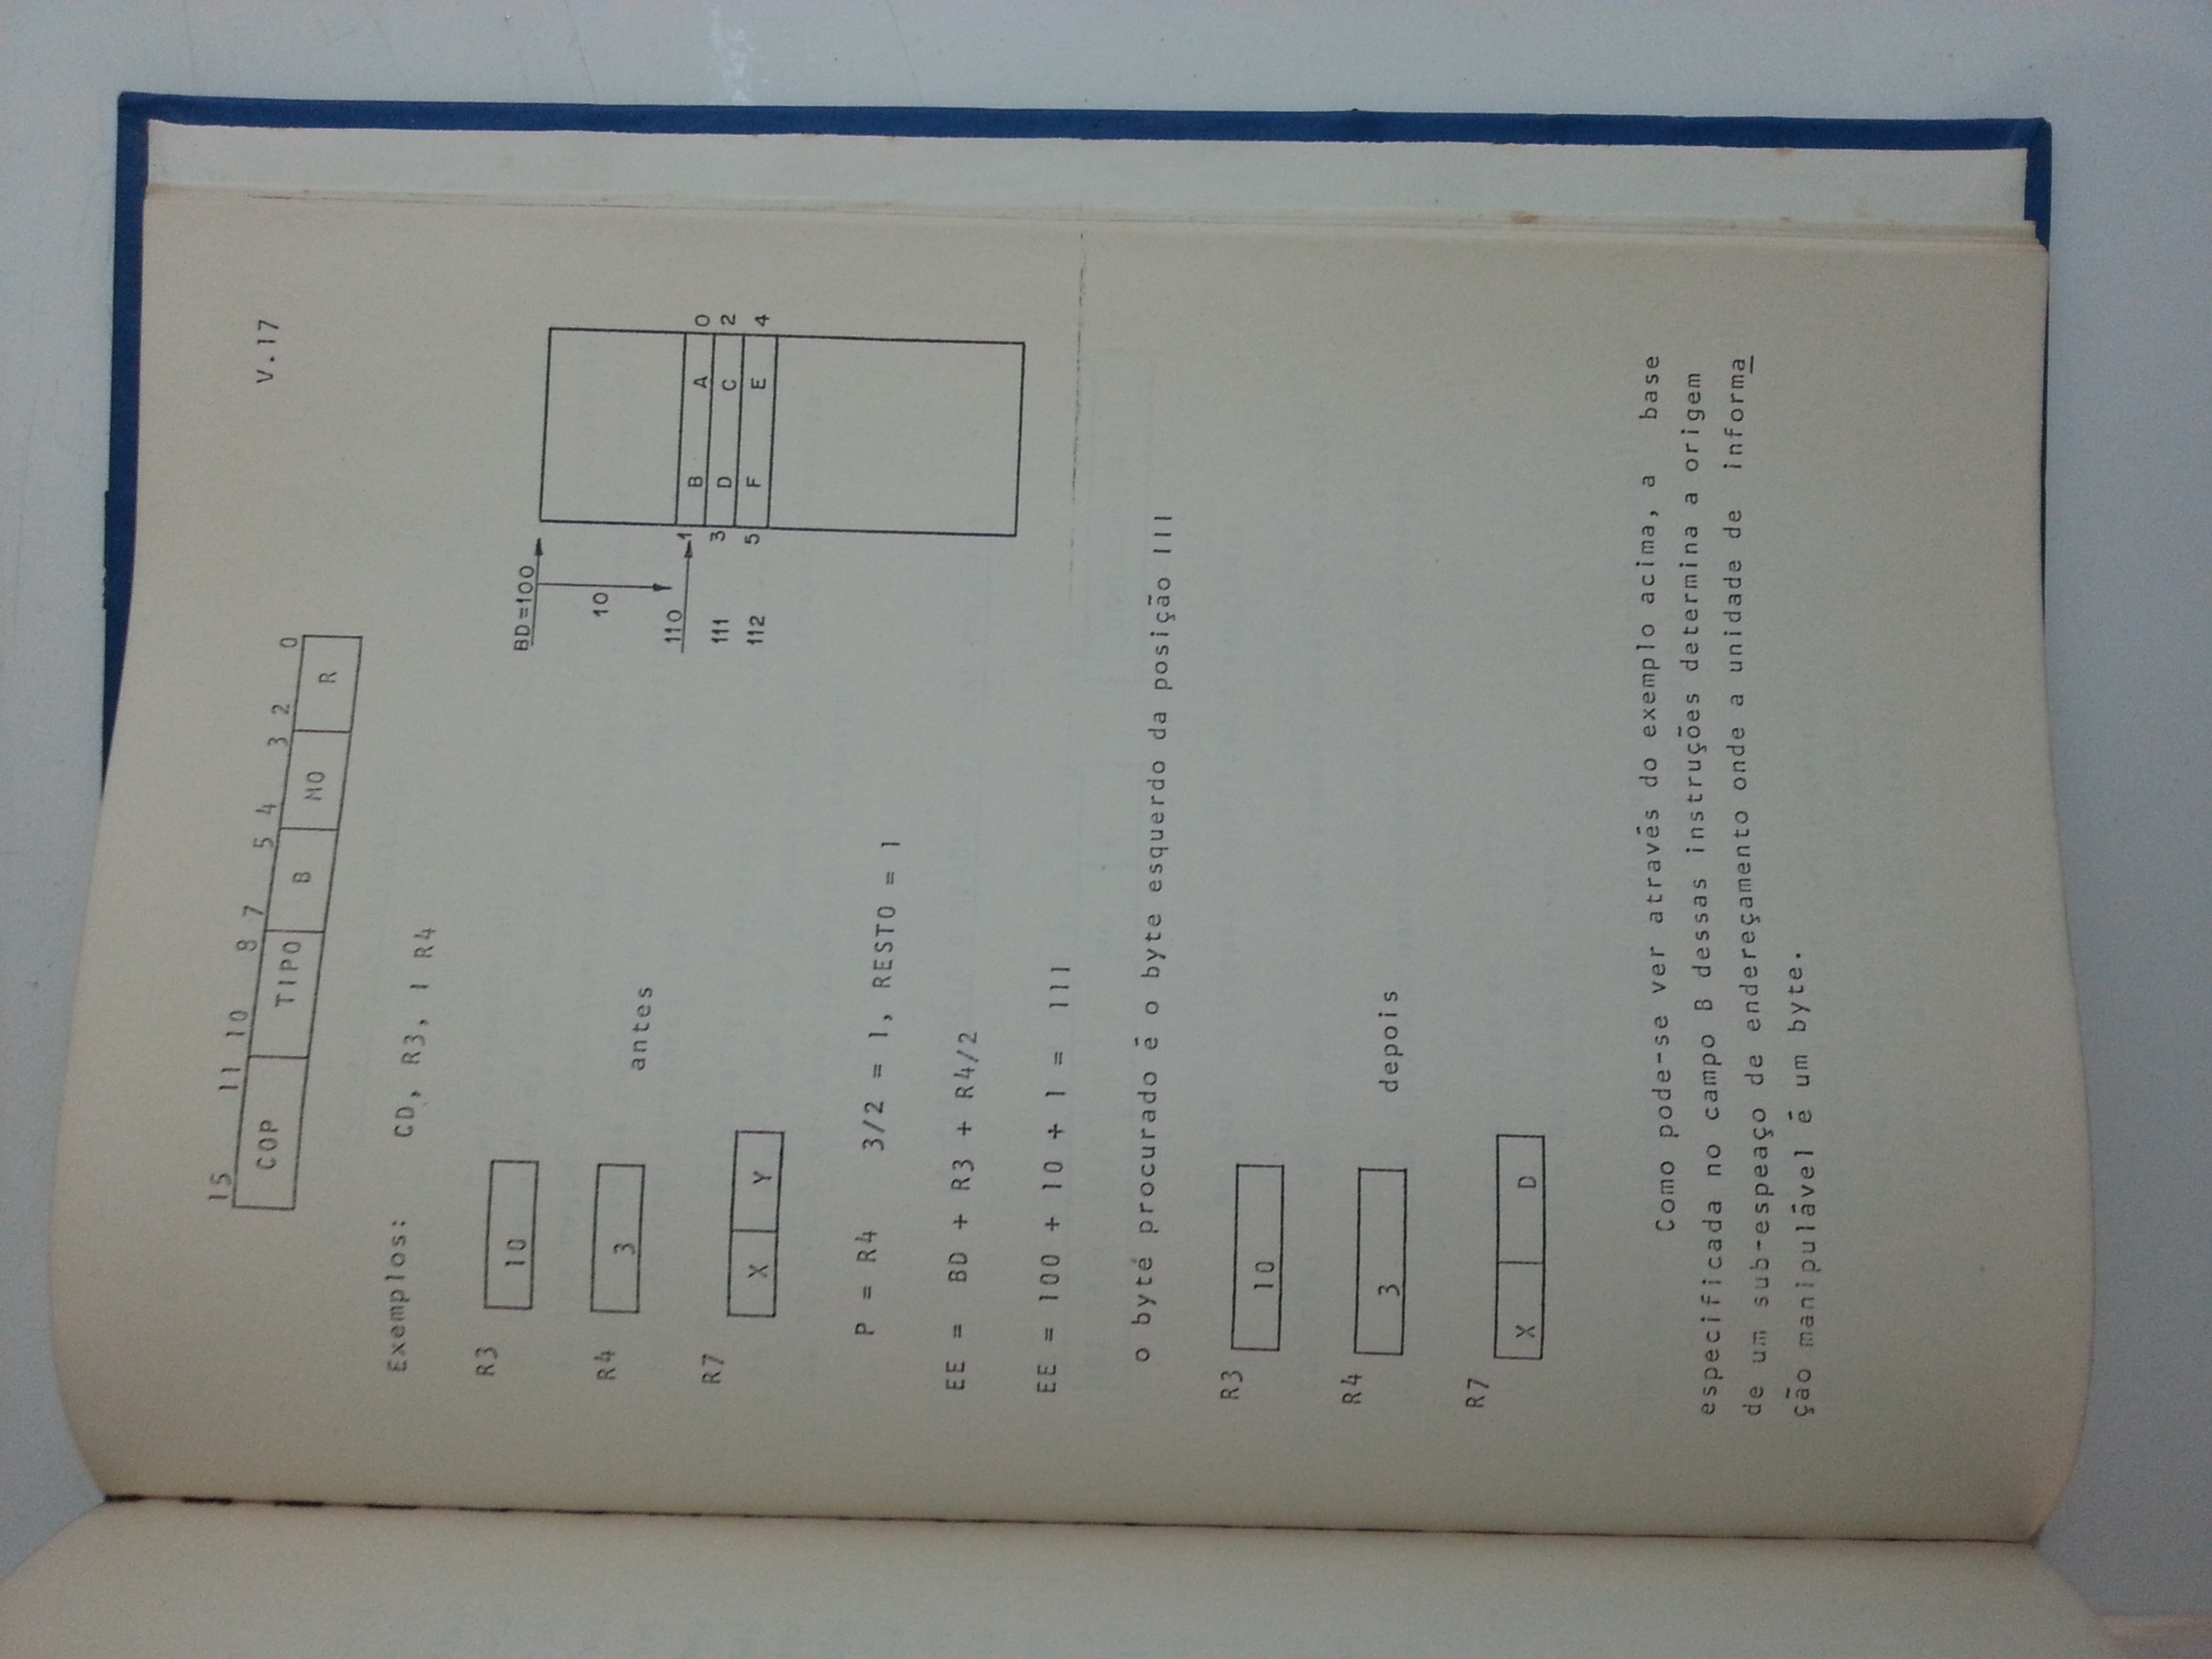 V.17
15 11 10 8 7 5 4 3 2 0
COP TIPO B MO R
Exemplos: CD, R3, I R4
R3 10
BD=100
10
R4 3 antes
110 1 B A 0
111 3 D C 2
112 5 F E 4
R7 X Y
P = R4 3/2 = 1, RESTO = 1
EE = BD + R3 + R4/2
EE = 100 + 10 + 1 = 111
o byté procurado é o byte esquerdo da posição 111
R3 10
R4 3 depois
R7 X D
Como pode-se ver através do exemplo acima, a base
especificada no campo B dessas instruções determina a origem
de um sub-espeaço de endereçamento onde a unidade de informa
ção manipulável é um byte.